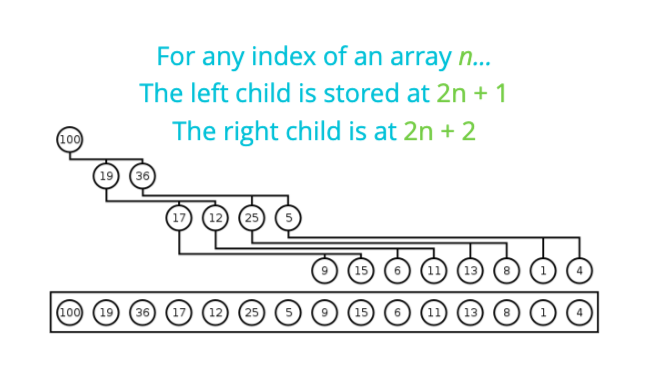 For any index of an array n...
The left child is stored at 2n + 1
The right child is at 2n + 2
100
19 36
17 12 25 5
9 15 6 11 13 8 1 4
100 19 36 17 12 25 5 9 15 6 11 13 8 1 4